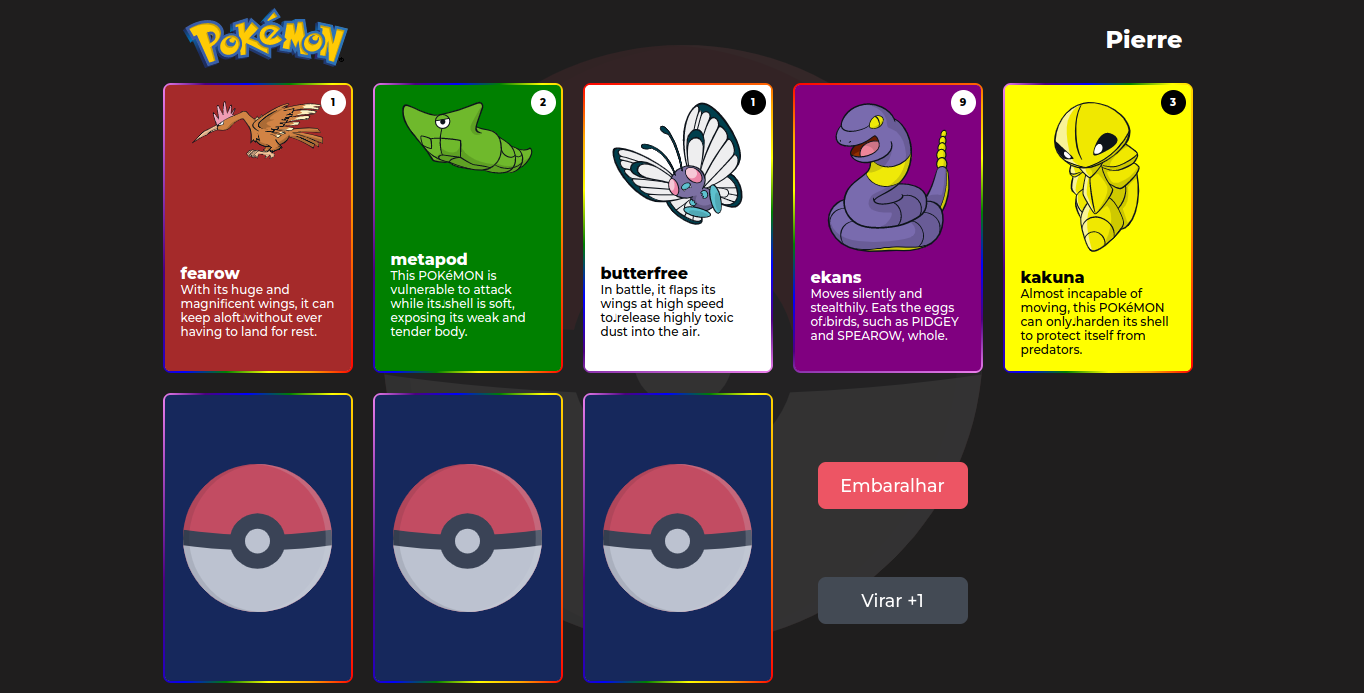 POKéMON
Pierre
1
fearow
With its huge and
magnificent wings, it can
keep aloft.without ever
having to land for rest.
2
metapod
This POKéMON is
vulnerable to attack
while its.shell is soft,
exposing its weak and
tender body.
1
butterfree
In battle, it flaps its
wings at high speed
to.release highly toxic
dust into the air.
9
ekans
Moves silently and
stealthily. Eats the eggs
of.birds, such as PIDGEY
and SPEAROW, whole.
3
kakuna
Almost incapable of
moving, this POKéMON
can only.harden its shell
to protect itself from
predators.
Embaralhar
Virar +1